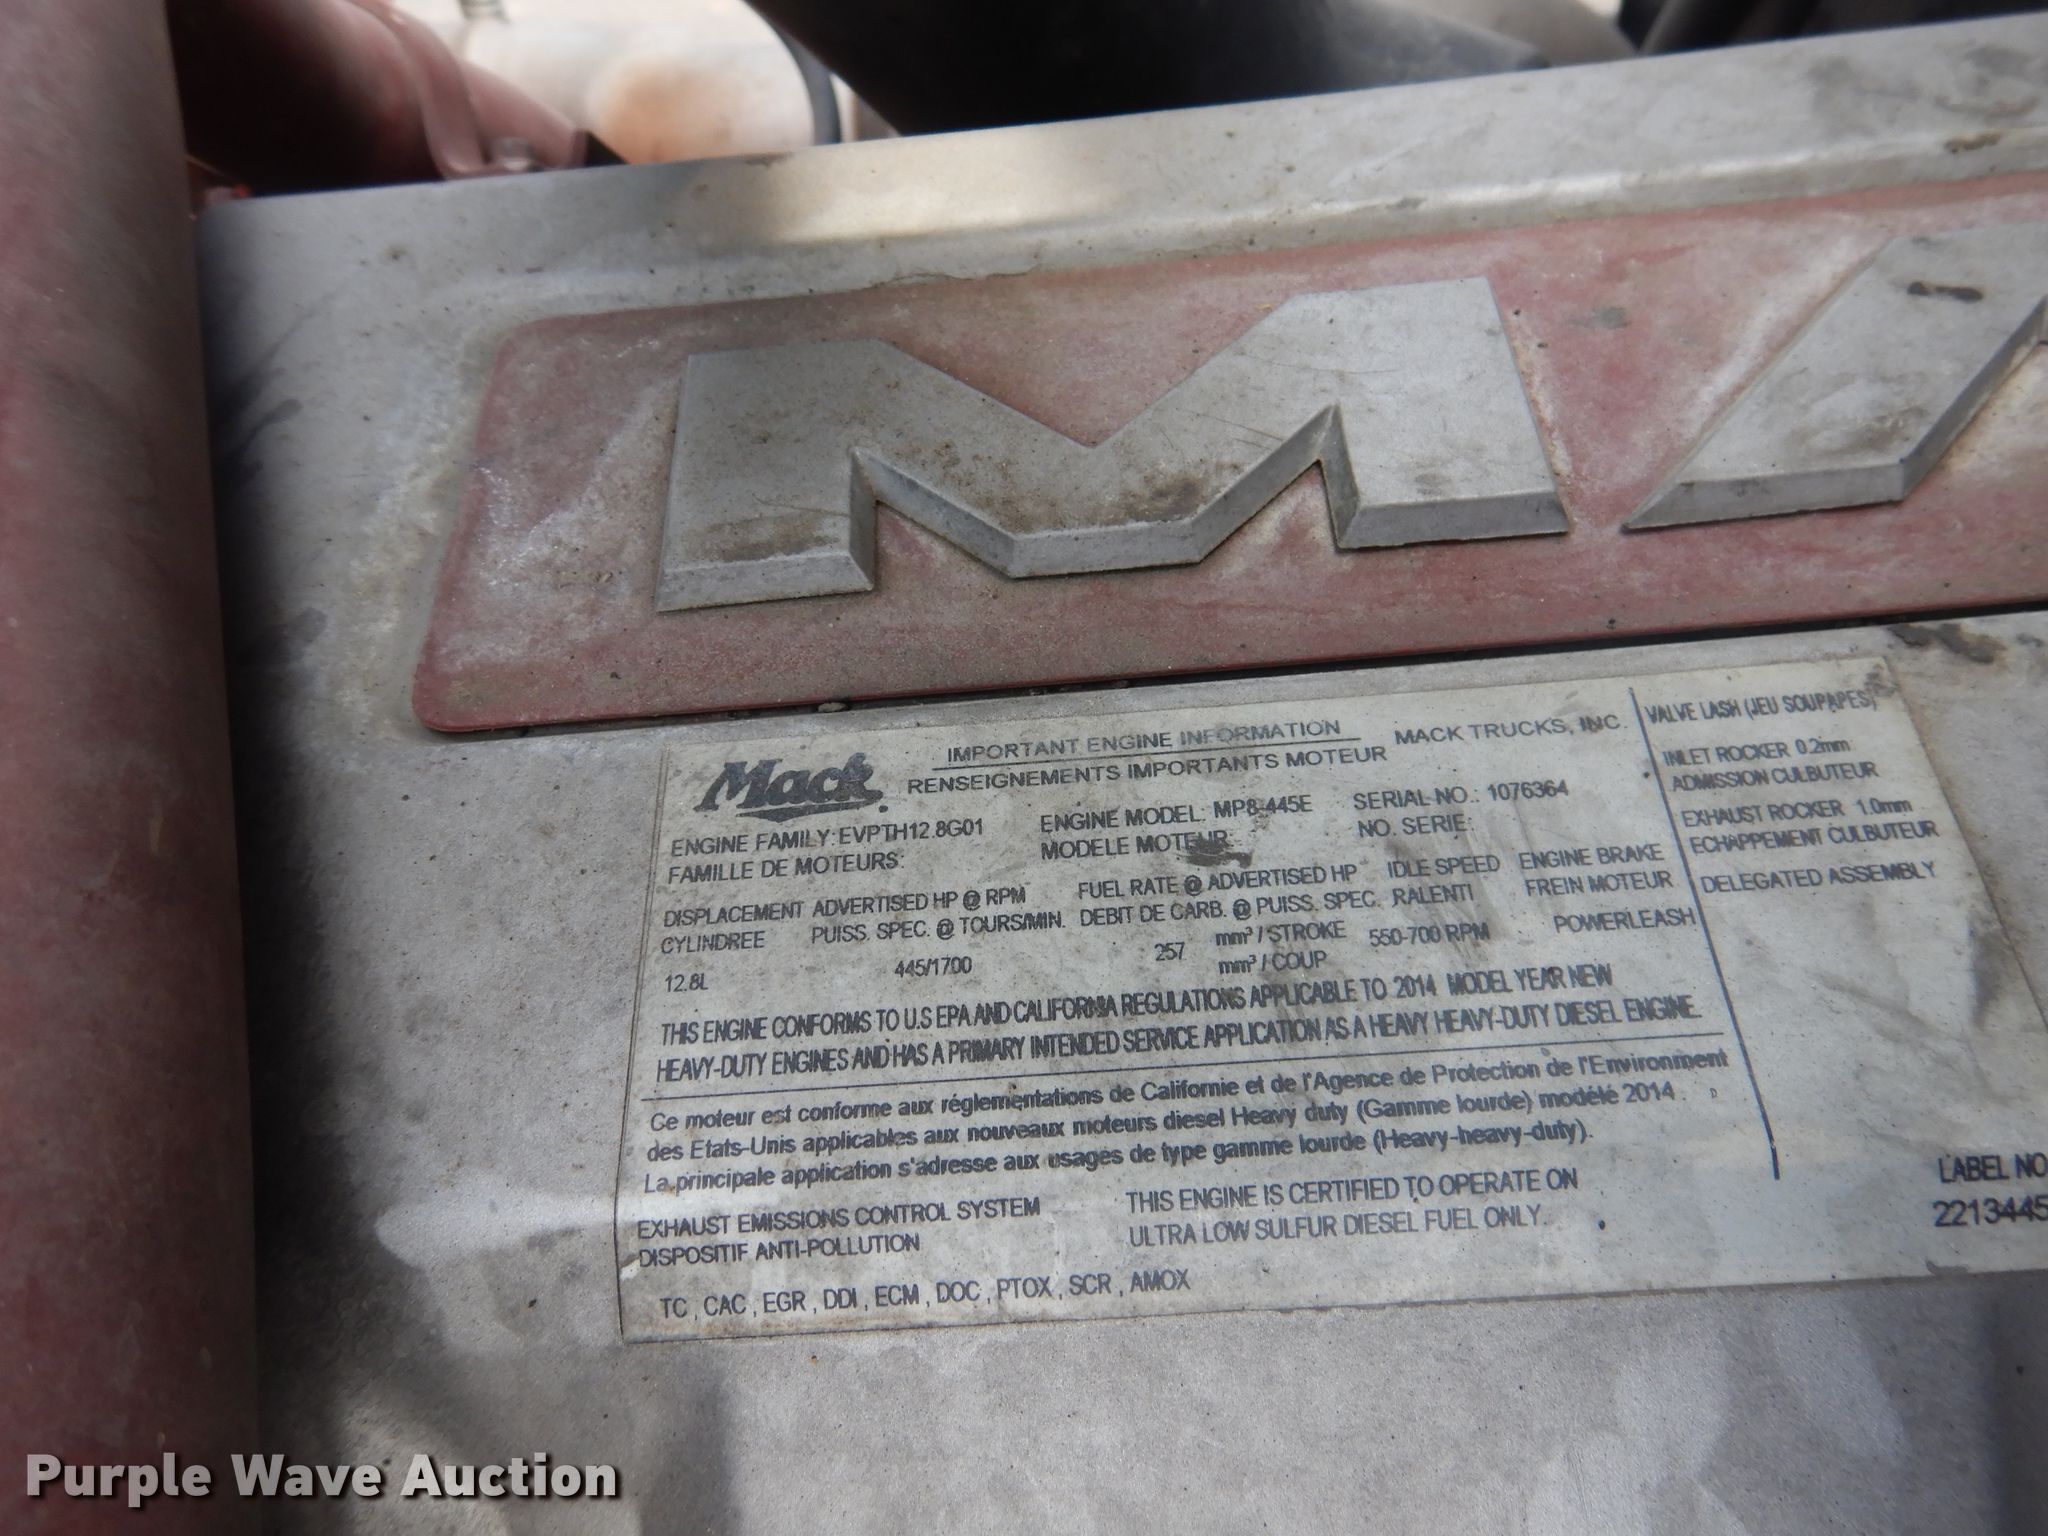 MA
Mack
IMPORTANT ENGINE INFORMATION
RENSEIGNEMENTS IMPORTANTS MOTEUR
MACK TRUCKS, INC.
ENGINE FAMILY: EVPTH12.8G01
FAMILLE DE MOTEURS:
ENGINE MODEL: MP8-445E
MODELE MOTEUR:
SERIAL NO.: 1076364
NO. SERIE:
DISPLACEMENT
CYLINDREE
12.8L
ADVERTISED HP @ RPM
PUISS. SPEC. @ TOURS/MIN.
445/1700
FUEL RATE @ ADVERTISED HP
DEBIT DE CARB. @ PUISS. SPEC.
257 mm³ / STROKE
mm³ / COUP
IDLE SPEED
RALENTI
550-700 RPM
ENGINE BRAKE
FREIN MOTEUR
POWERLEASH
THIS ENGINE CONFORMS TO U.S EPA AND CALIFORNIA REGULATIONS APPLICABLE TO 2014 MODEL YEAR NEW
HEAVY-DUTY ENGINES AND HAS A PRIMARY INTENDED SERVICE APPLICATION AS A HEAVY HEAVY-DUTY DIESEL ENGINE.
Ce moteur est conforme aux réglementations de Californie et de l'Agence de Protection de l'Environment
des Etats-Unis applicables aux nouveaux moteurs diesel Heavy duty (Gamme lourde) modélé 2014 .
La principale application s'adresse aux usages de type gamme lourde (Heavy-heavy-duty).
EXHAUST EMISSIONS CONTROL SYSTEM
DISPOSITIF ANTI-POLLUTION
THIS ENGINE IS CERTIFIED TO OPERATE ON
ULTRA LOW SULFUR DIESEL FUEL ONLY.
TC , CAC , EGR , DDI , ECM , DOC , PTOX , SCR , AMOX
VALVE LASH (JEU SOUPAPES)
INLET ROCKER 0.2mm
ADMISSION CULBUTEUR
EXHAUST ROCKER 1.0mm
ECHAPPEMENT CULBUTEUR
DELEGATED ASSEMBLY
LABEL NO
2213445
Purple Wave Auction